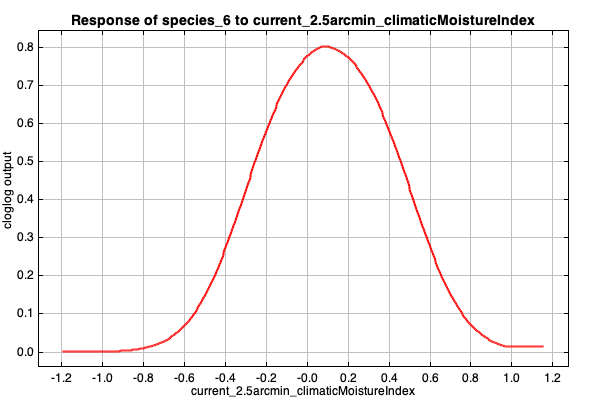 Response of species_6 to current_2.5arcmin_climaticMoistureIndex
cloglog output
0.8
0.7
0.6
0.5
0.4
0.3
0.2
0.1
0.0
-1.2 -1.0 -0.8 -0.6 -0.4 -0.2 -0.0 0.2 0.4 0.6 0.8 1.0 1.2
current_2.5arcmin_climaticMoistureIndex